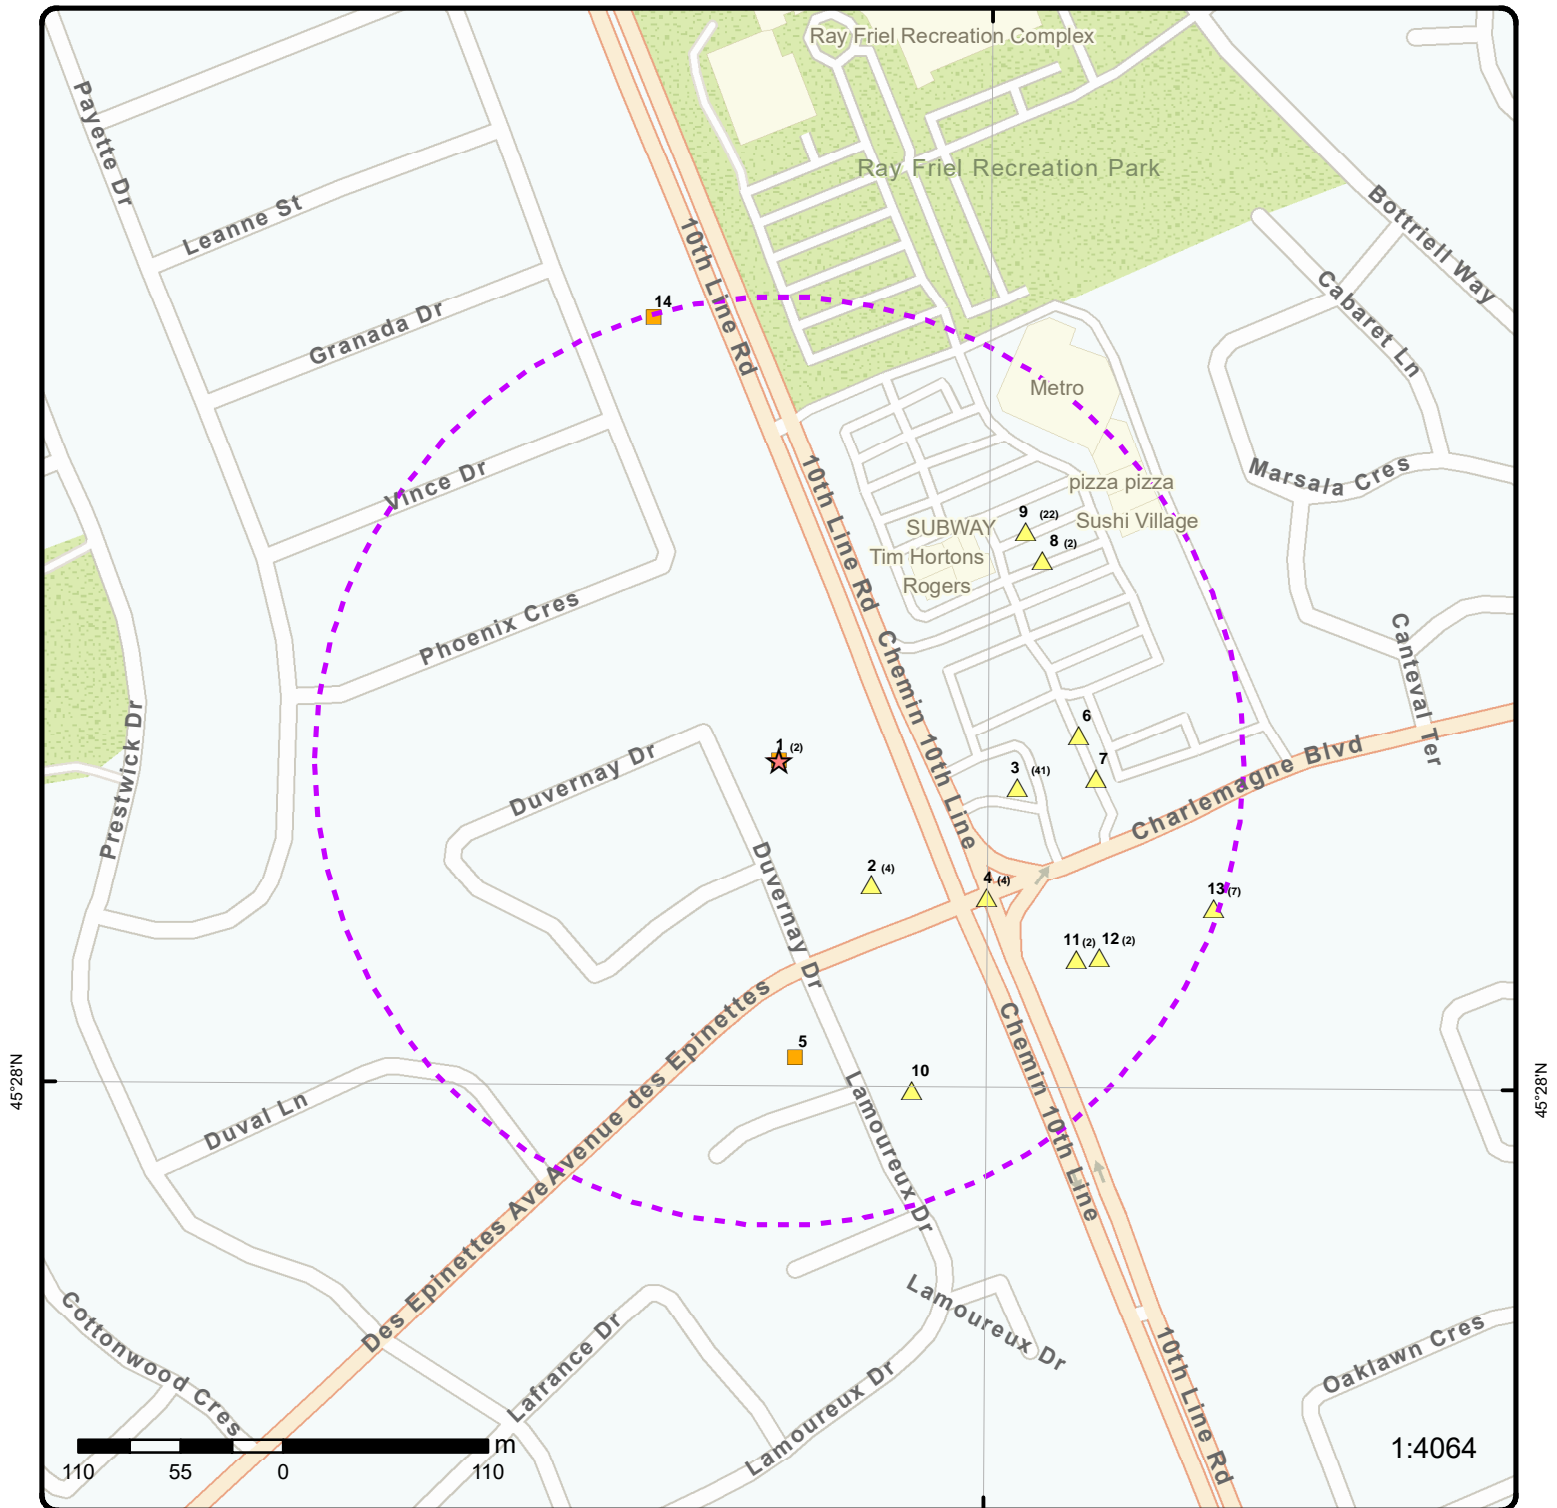 Ray Friel Recreation Complex
Payette Dr
Ray Friel Recreation Park
Leanne St
Bottriell Way
10th Line Rd
14
Granada Dr
Cabaret Ln
Metro
Vince Dr
10th Line Rd
Marsala Cres
pizza pizza
9 (22)
SUBWAY
Sushi Village
8 (2)
Tim Hortons
Rogers
Phoenix Cres
Canteval Ter
Chemin 10th Line
Prestwick Dr
6
1 (2)
Duvernay Dr
7
3 (41)
Charlemagne Blvd
2 (4)
Duvernay Dr
4 (4)
13 (7)
11 (2)
12 (2)
Avenue des Epinettes
5
10
45°28'N
45°28'N
Chemin 10th Line
Duval Ln
Lamoureux Dr
Des Epinettes Ave
Cottonwood Cres
Lamoureux Dr
Lafrance Dr
Lamoureux Dr
10th Line Rd
Oaklawn Cres
m
110 55 0 110
1:4064